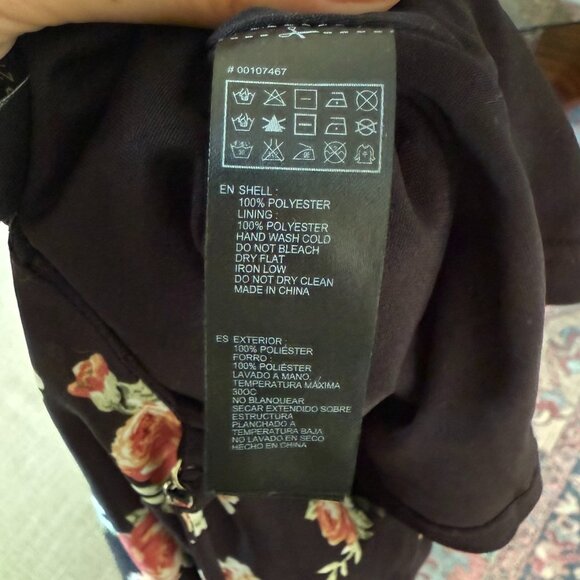 # 00107467
EN SHELL :
100% POLYESTER
LINING :
100% POLYESTER
HAND WASH COLD
DO NOT BLEACH
DRY FLAT
IRON LOW
DO NOT DRY CLEAN
MADE IN CHINA
ES EXTERIOR :
100% POLIÉSTER
FORRO :
100% POLIÉSTER
LAVADO A MANO.
TEMPERATURA MÁXIMA
30OC
NO BLANQUEAR
SECAR EXTENDIDO SOBRE
ESTRUCTURA
PLANCHADO A
TEMPERATURA BAJA
NO LAVADO EN SECO
HECHO EN CHINA